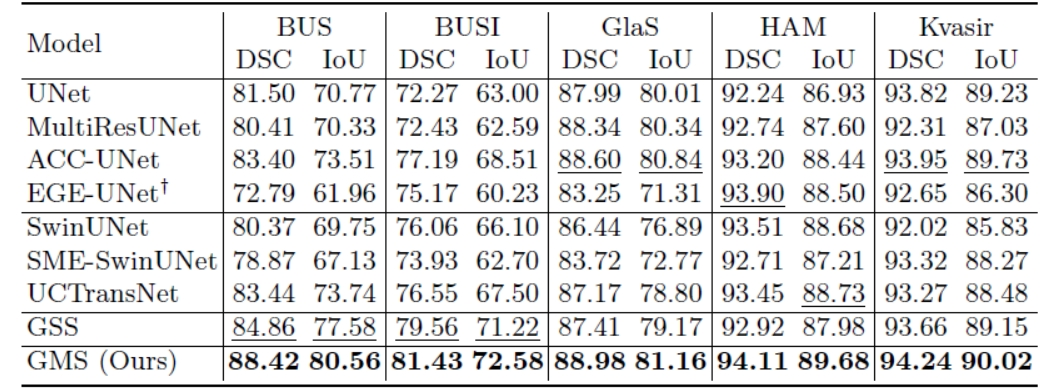 Model BUS BUSI GlaS HAM Kvasir
DSC IoU DSC IoU DSC IoU DSC IoU DSC IoU
UNet 81.50 70.77 72.27 63.00 87.99 80.01 92.24 86.93 93.82 89.23
MultiResUNet 80.41 70.33 72.43 62.59 88.34 80.34 92.74 87.60 92.31 87.03
ACC-UNet 83.40 73.51 77.19 68.51 88.60 80.84 93.20 88.44 93.95 89.73
EGE-UNet† 72.79 61.96 75.17 60.23 83.25 71.31 93.90 88.50 92.65 86.30
SwinUNet 80.37 69.75 76.06 66.10 86.44 76.89 93.51 88.68 92.02 85.83
SME-SwinUNet 78.87 67.13 73.93 62.70 83.72 72.77 92.71 87.21 93.32 88.27
UCTransNet 83.44 73.74 76.55 67.50 87.17 78.80 93.45 88.73 93.27 88.48
GSS 84.86 77.58 79.56 71.22 87.41 79.17 92.92 87.98 93.66 89.15
GMS (Ours) 88.42 80.56 81.43 72.58 88.98 81.16 94.11 89.68 94.24 90.02